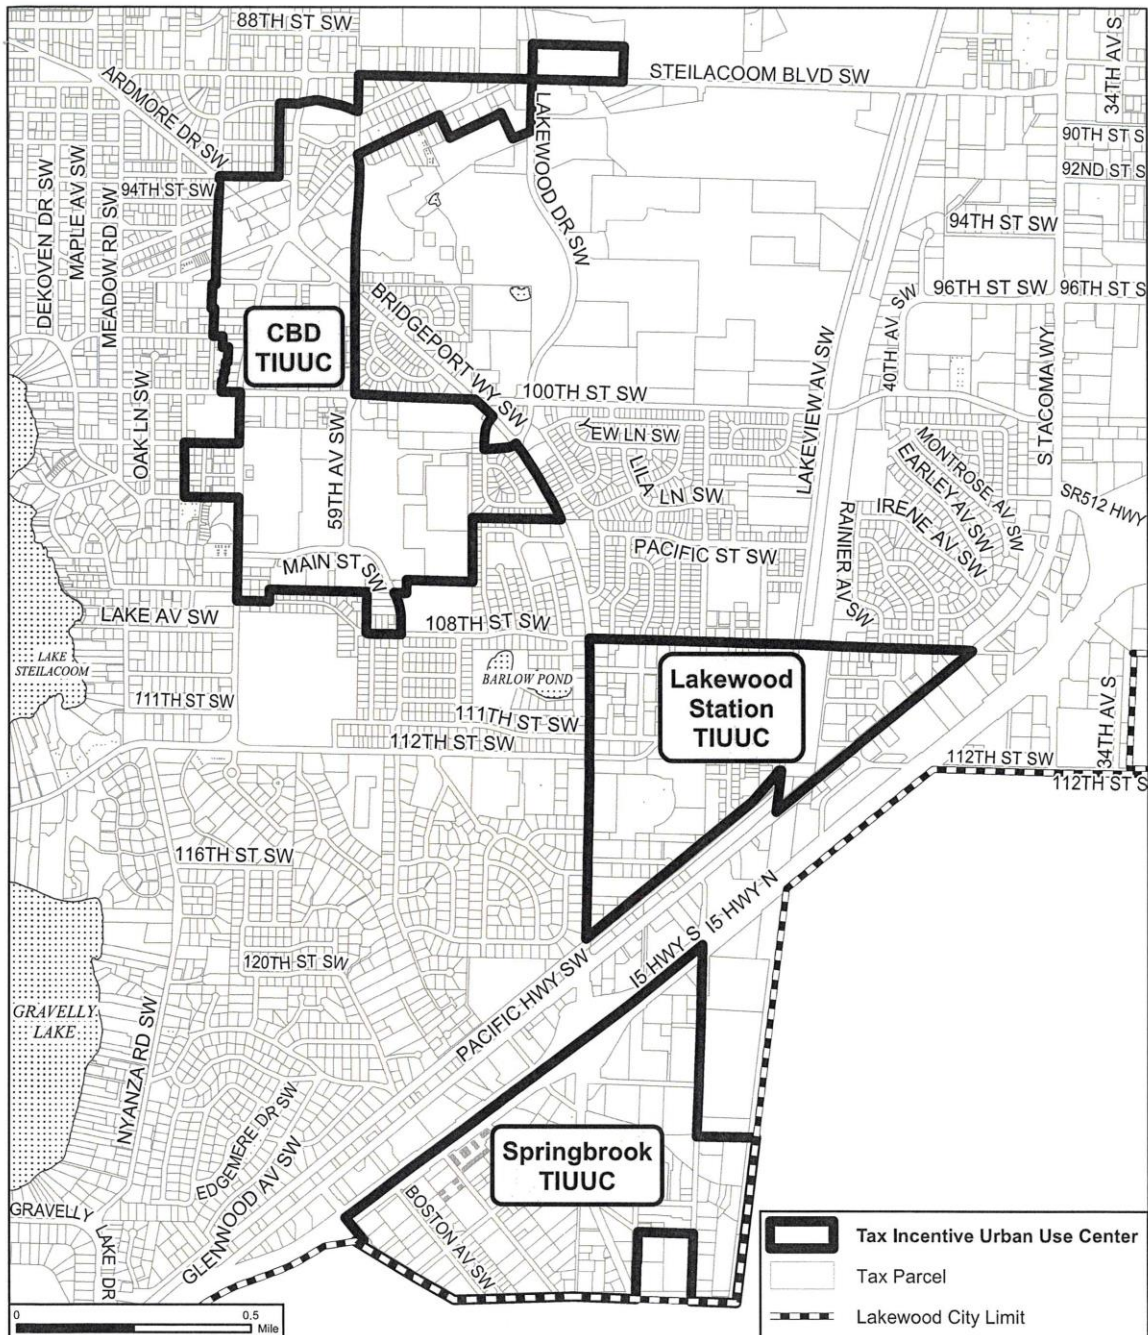 88TH ST SW
34TH AV S
STEILACOOM BLVD SW
ARDMORE DR SW
LAKEWOOD DR SW
90TH ST S
92ND ST S
DEKOVEN DR SW
MAPLE AV SW
MEADOW RD SW
94TH ST SW
94TH ST SW
96TH ST SW
96TH ST S
CBD
TIUUC
BRIDGEPORT WY SW
LAKEVIEW AV SW
40TH AV SW
100TH ST SW
OAK LN SW
59TH AV SW
YEW LN SW
LILA LN SW
S TACOMA WY
MONTROSE AV SW
EARLEY AV SW
IRENE AV SW
SR512 HWY
RAINIER AV SW
PACIFIC ST SW
MAIN ST SW
LAKE AV SW
108TH ST SW
LAKE
STEILACOOM
BARLOW POND
Lakewood
Station
TIUUC
111TH ST SW
111TH ST SW
112TH ST SW
34TH AV S
112TH ST SW
112TH ST S
116TH ST SW
120TH ST SW
I5 HWY S
I5 HWY N
PACIFIC HWY SW
GRAVELLY
LAKE
NYANZA RD SW
EDGEMERE DR SW
GLENWOOD AV SW
Springbrook
TIUUC
BOSTON AV SW
GRAVELLY
LAKE DR
Tax Incentive Urban Use Center
Tax Parcel
Lakewood City Limit
0 0.5
Mile